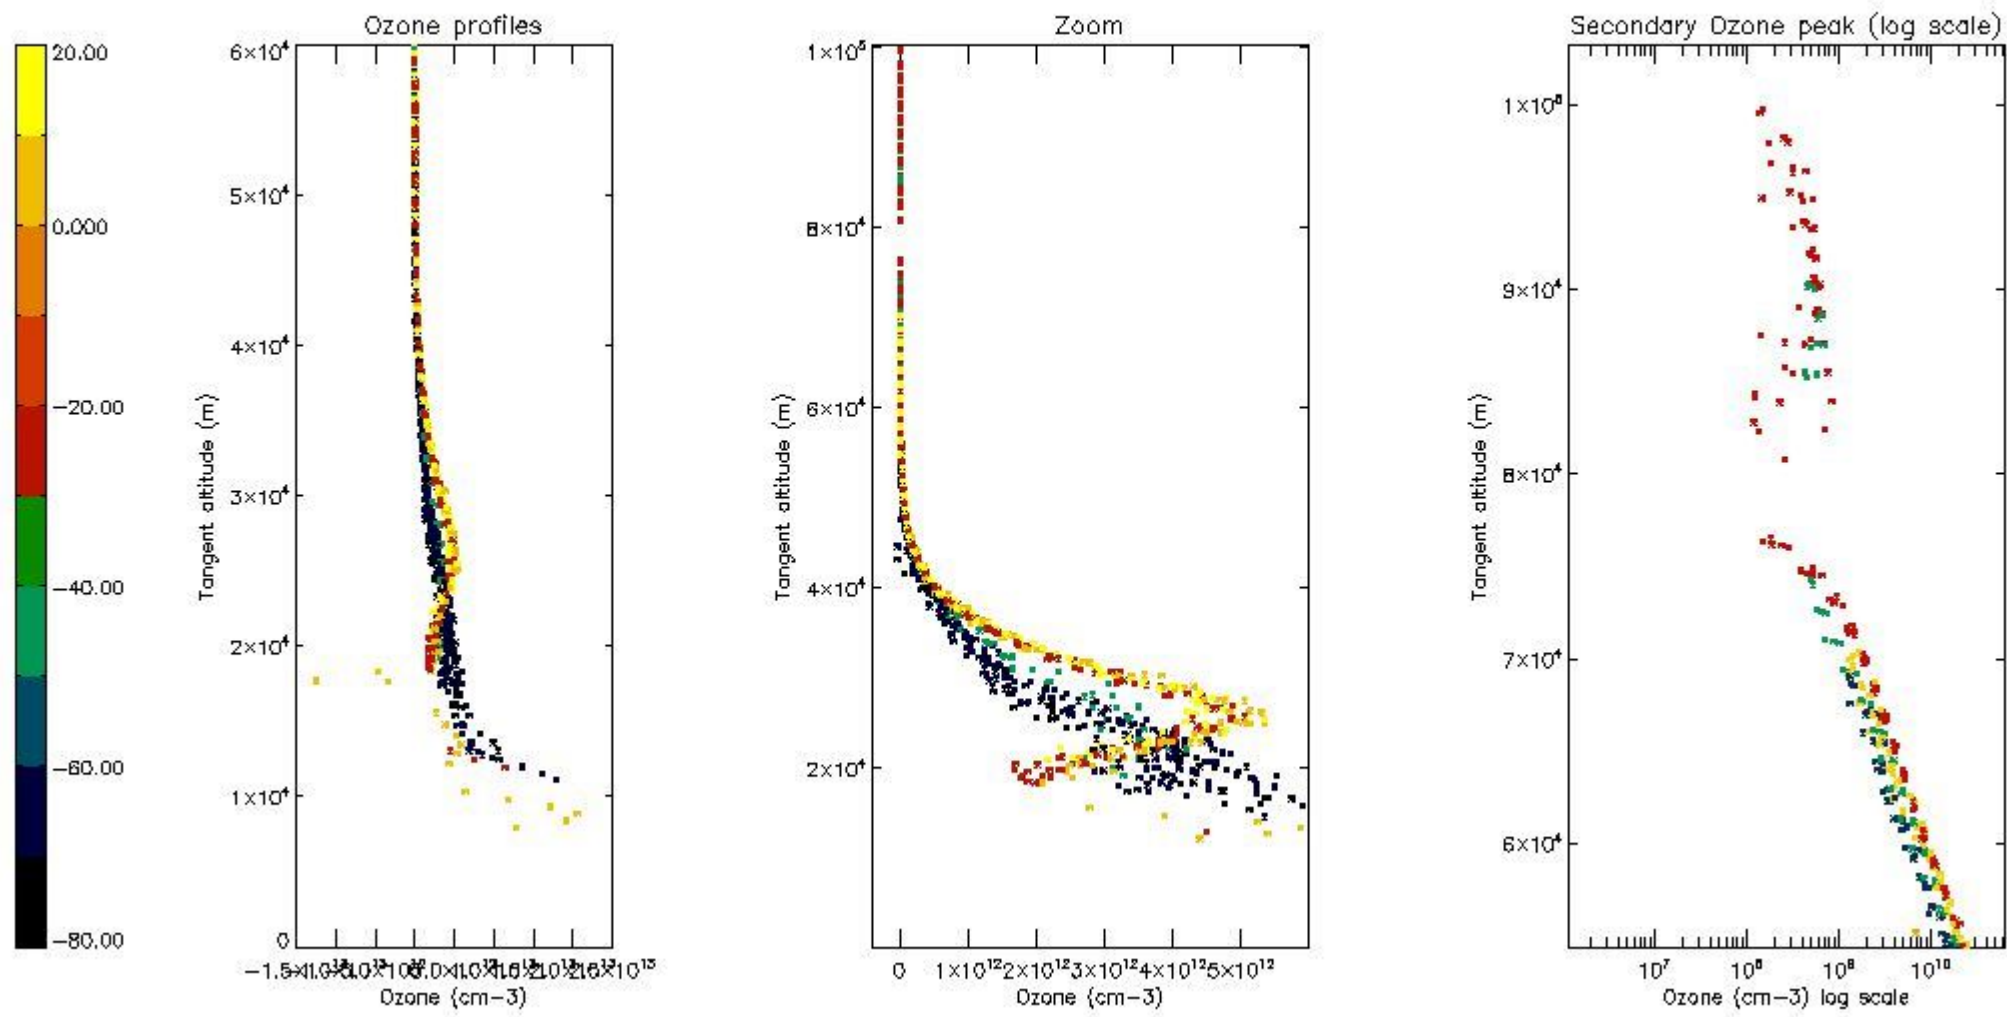 Ozone profiles
Zoom
Secondary Ozone peak (log scale)
20.00
0.000
−20.00
−40.00
−60.00
−80.00
6×10⁴
5×10⁴
4×10⁴
3×10⁴
2×10⁴
1×10⁴
0
Tangent altitude (m)
Ozone (cm−3)
1×10⁵
8×10⁴
6×10⁴
4×10⁴
2×10⁴
Tangent altitude (m)
0 1×10¹² 2×10¹² 3×10¹² 4×10¹² 5×10¹²
Ozone (cm−3)
9×10⁴
8×10⁴
7×10⁴
6×10⁴
Tangent altitude (m)
10⁷ 10⁸ 10⁹ 10¹⁰
Ozone (cm−3) log scale